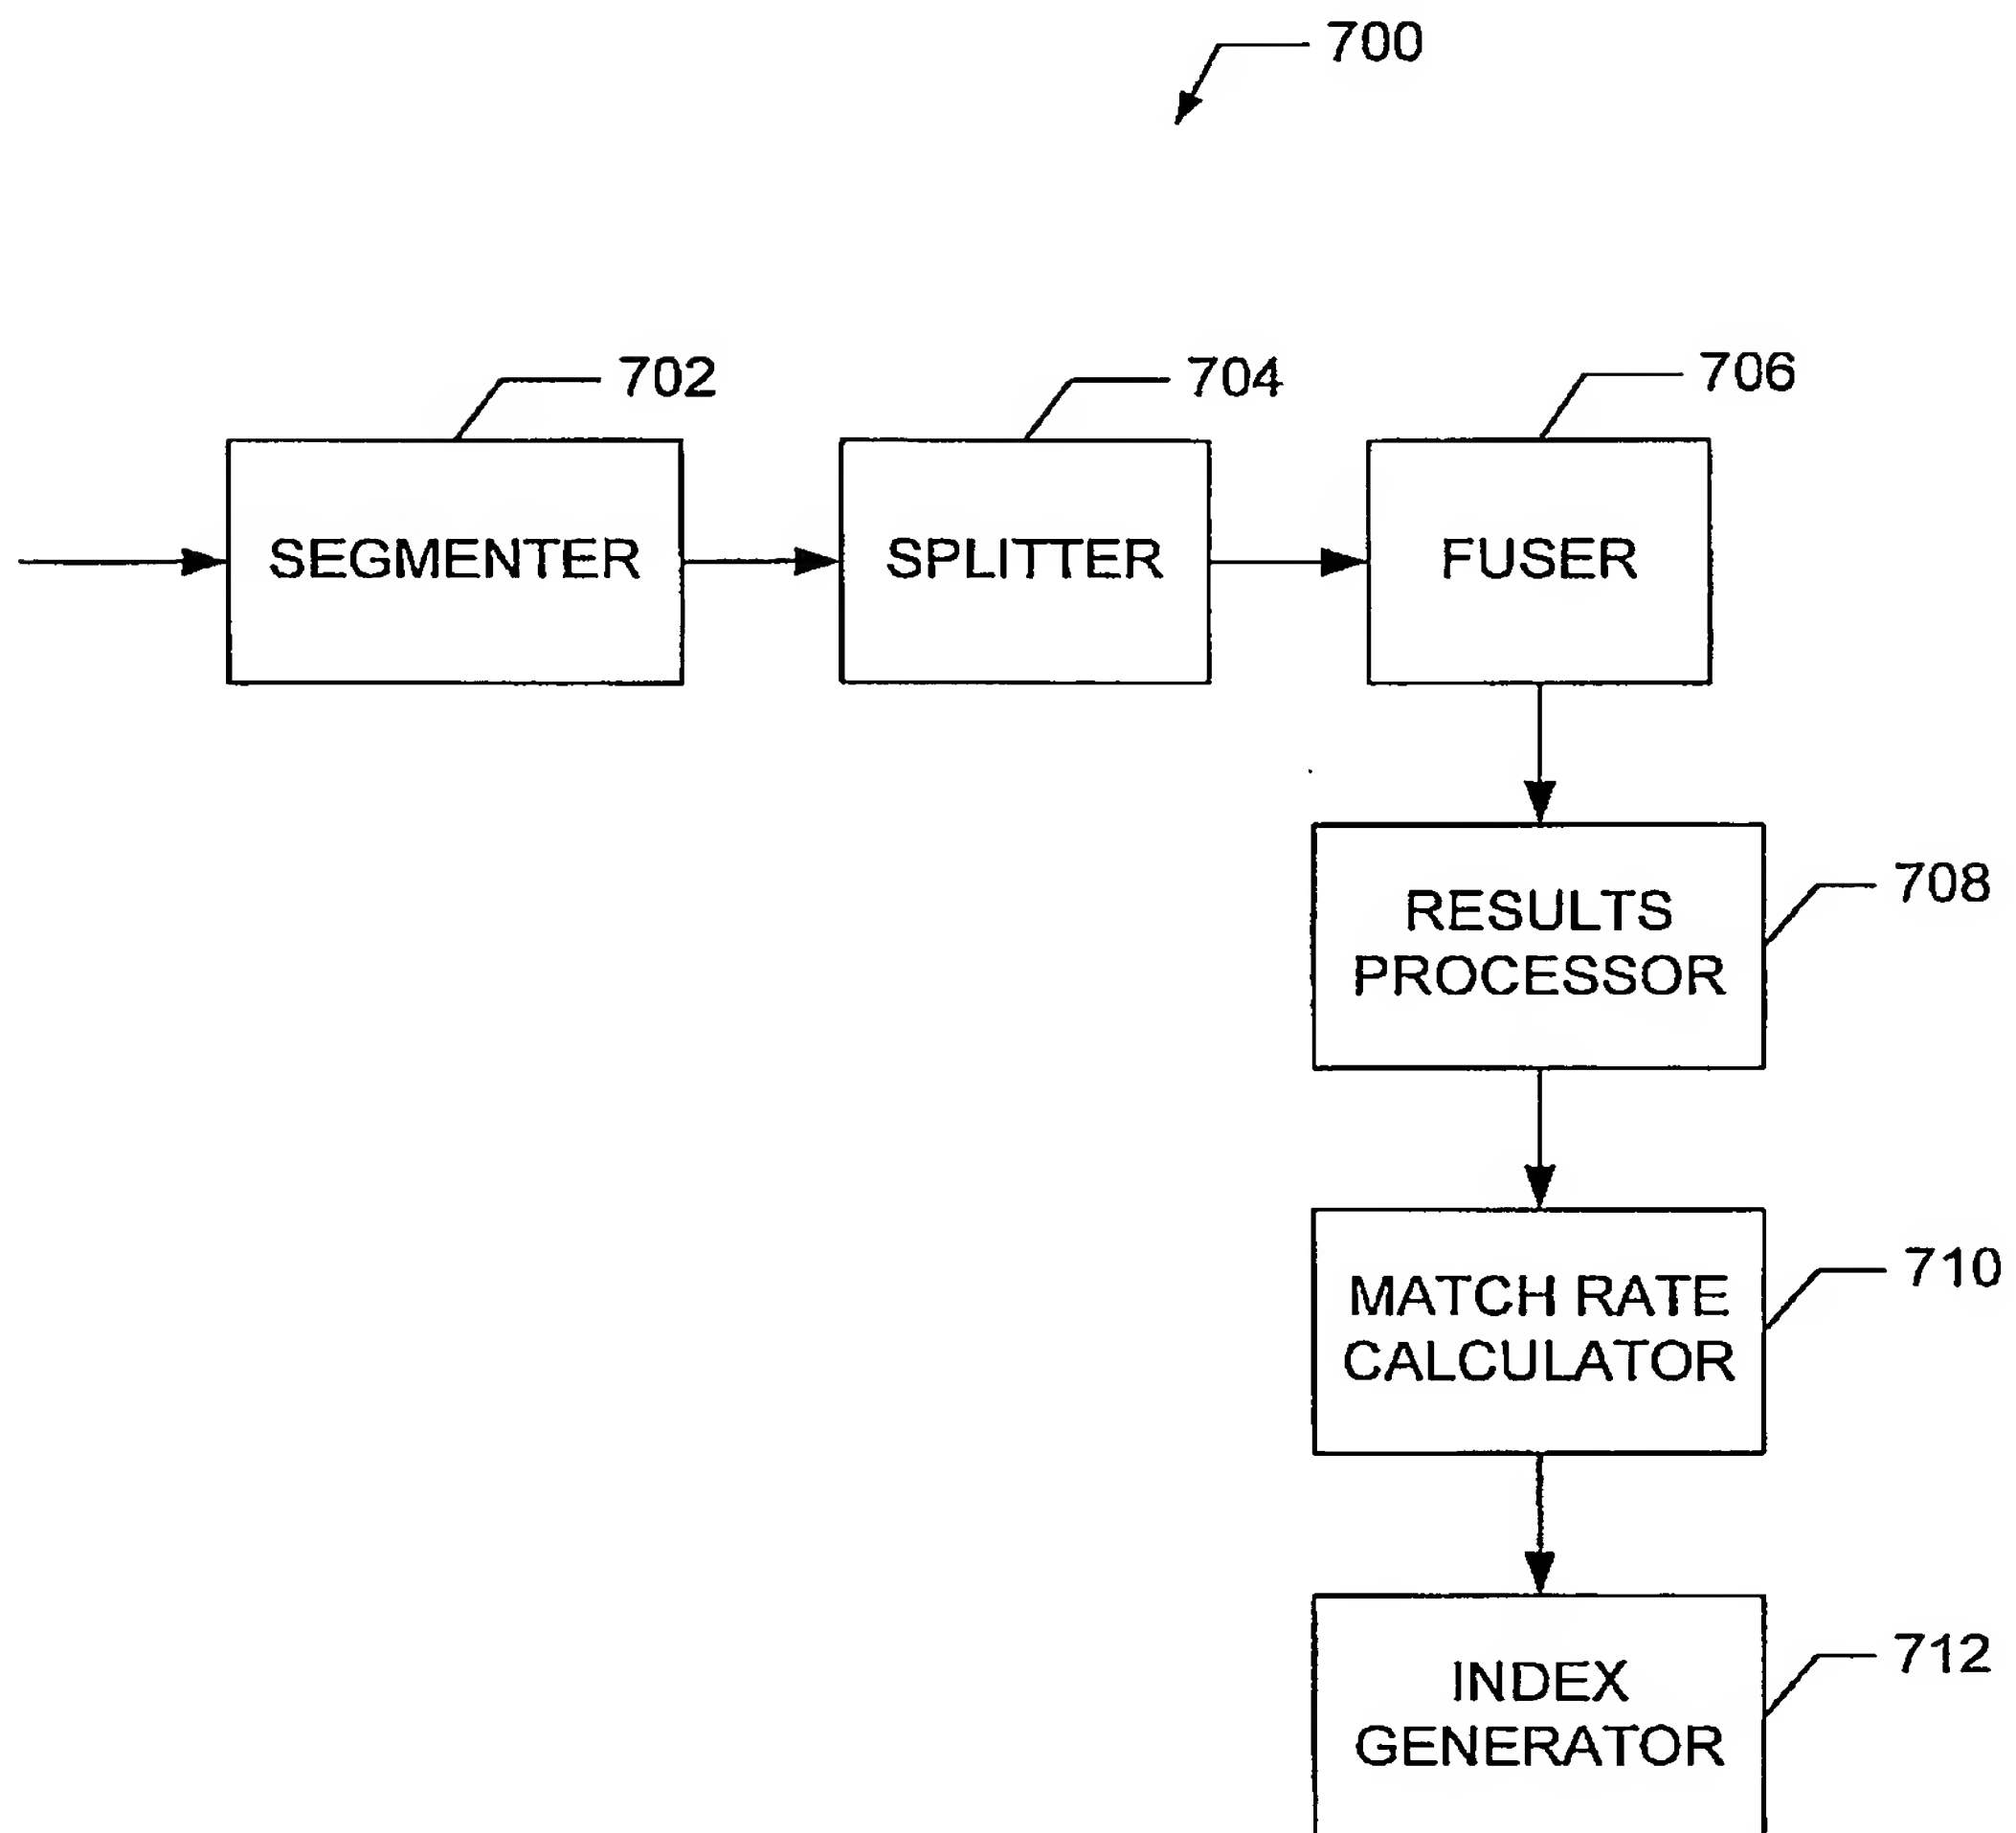 700
702
704
706
SEGMENTER
SPLITTER
FUSER
708
RESULTS
PROCESSOR
710
MATCH RATE
CALCULATOR
712
INDEX
GENERATOR